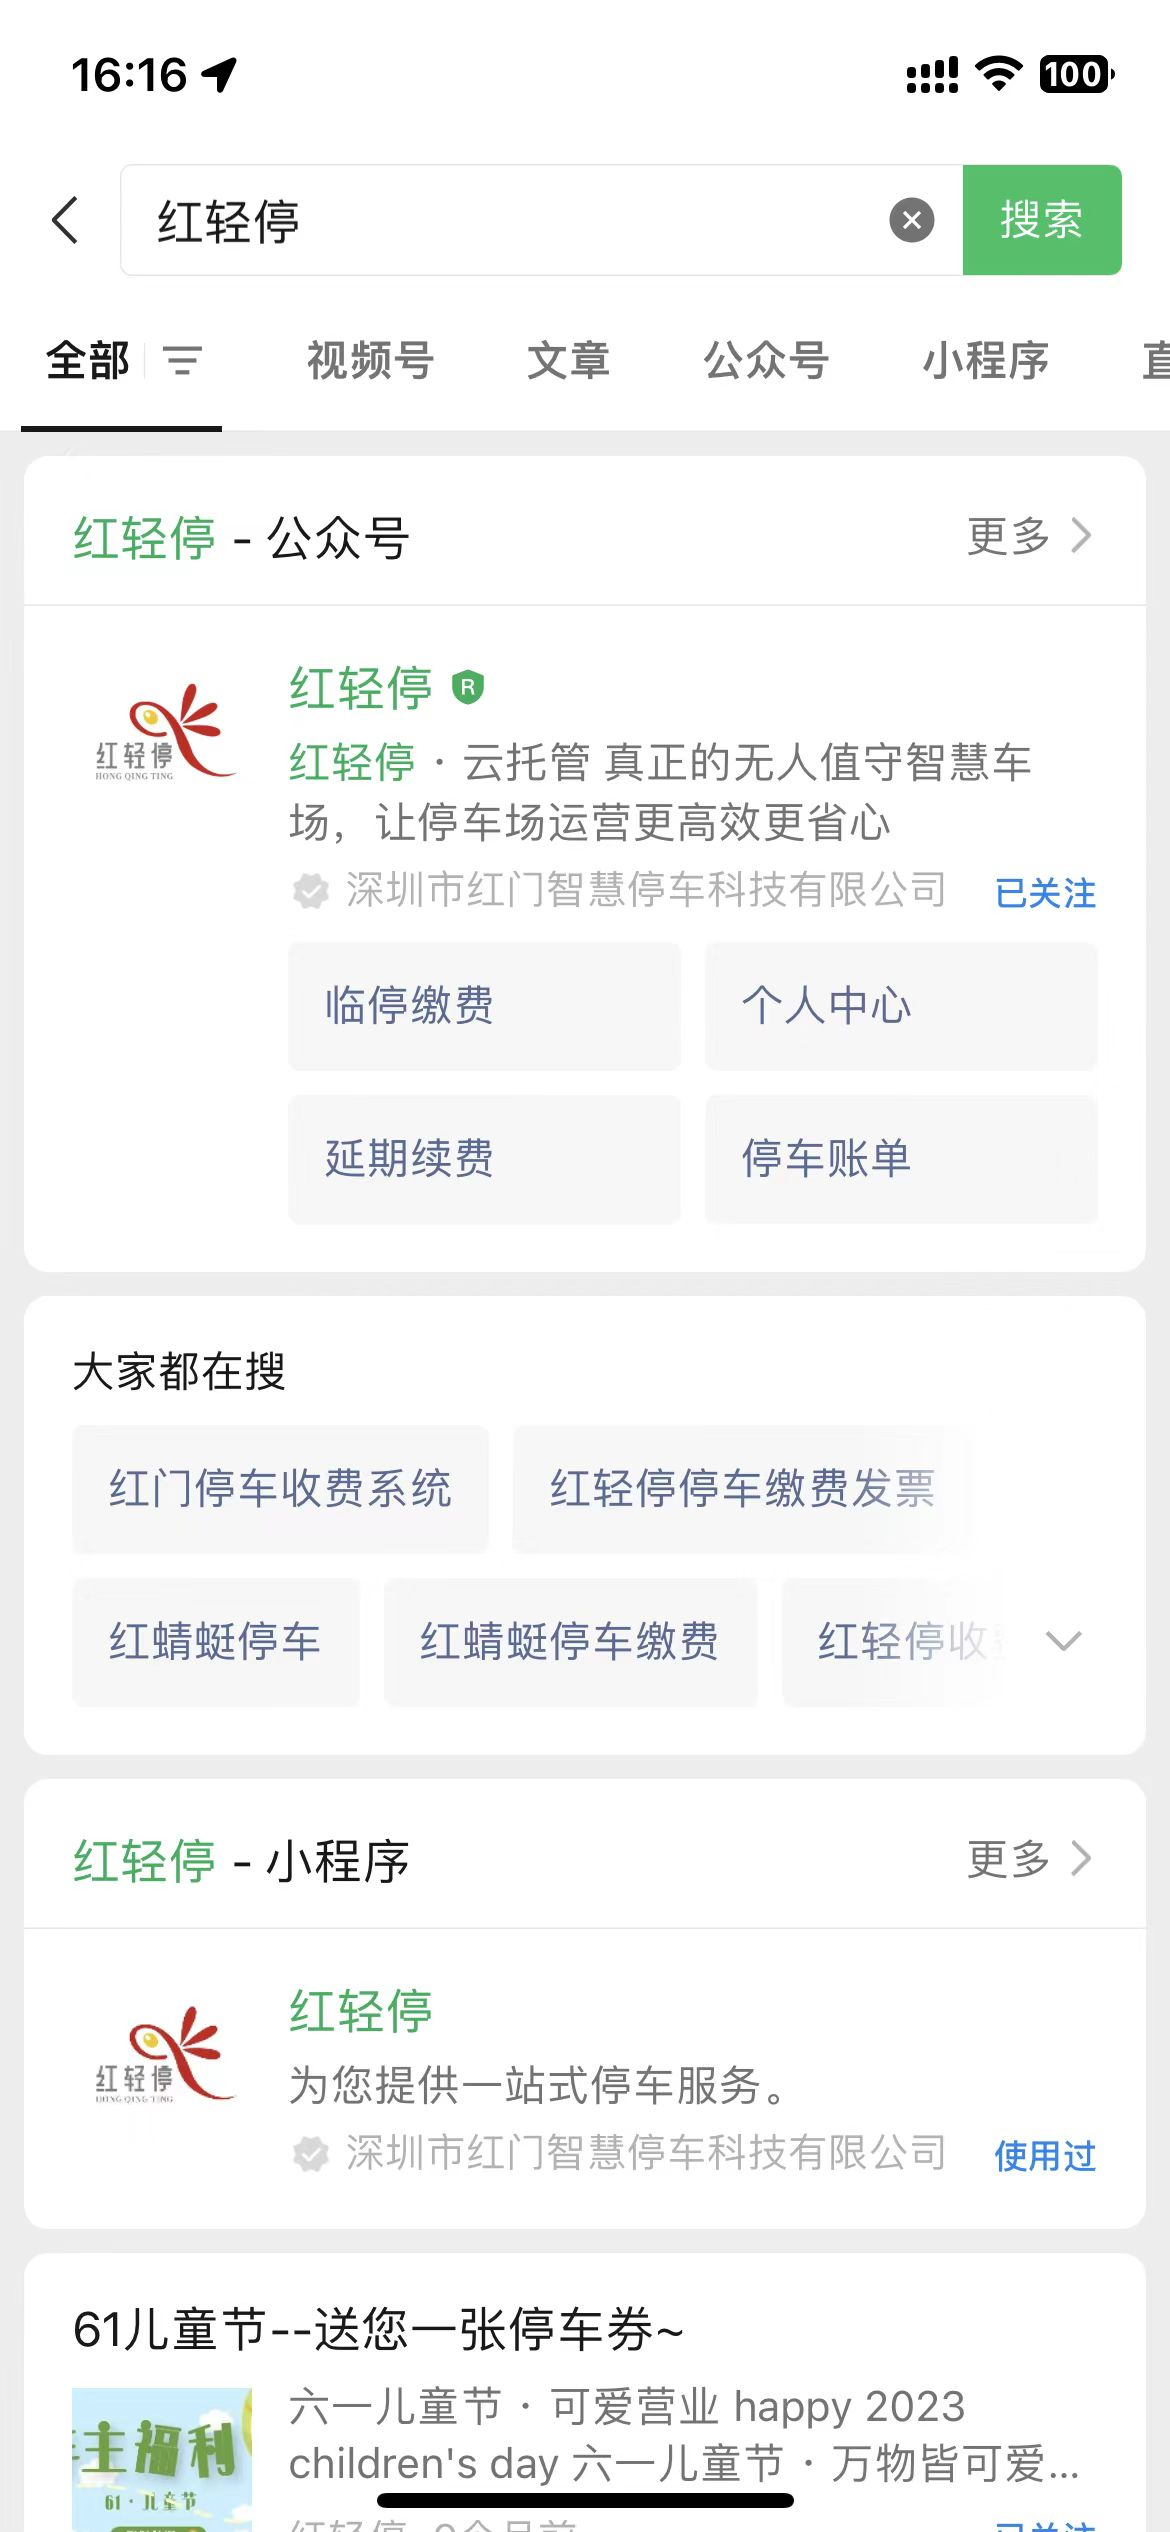 16:16
100
红轻停
搜索
全部
视频号
文章
公众号
小程序
红轻停 - 公众号
更多
红轻停
HONG QING TING
红轻停 R
红轻停 · 云托管 真正的无人值守智慧车
场，让停车场运营更高效更省心
深圳市红门智慧停车科技有限公司
已关注
临停缴费
个人中心
延期续费
停车账单
大家都在搜
红门停车收费系统
红轻停停车缴费发票
红蜻蜓停车
红蜻蜓停车缴费
红轻停收
红轻停 - 小程序
更多
红轻停
HONG QING TING
红轻停
为您提供一站式停车服务。
深圳市红门智慧停车科技有限公司
使用过
61儿童节--送您一张停车券~
主福利
61·儿童节
六一儿童节 · 可爱营业 happy 2023
children's day 六一儿童节 · 万物皆可爱...